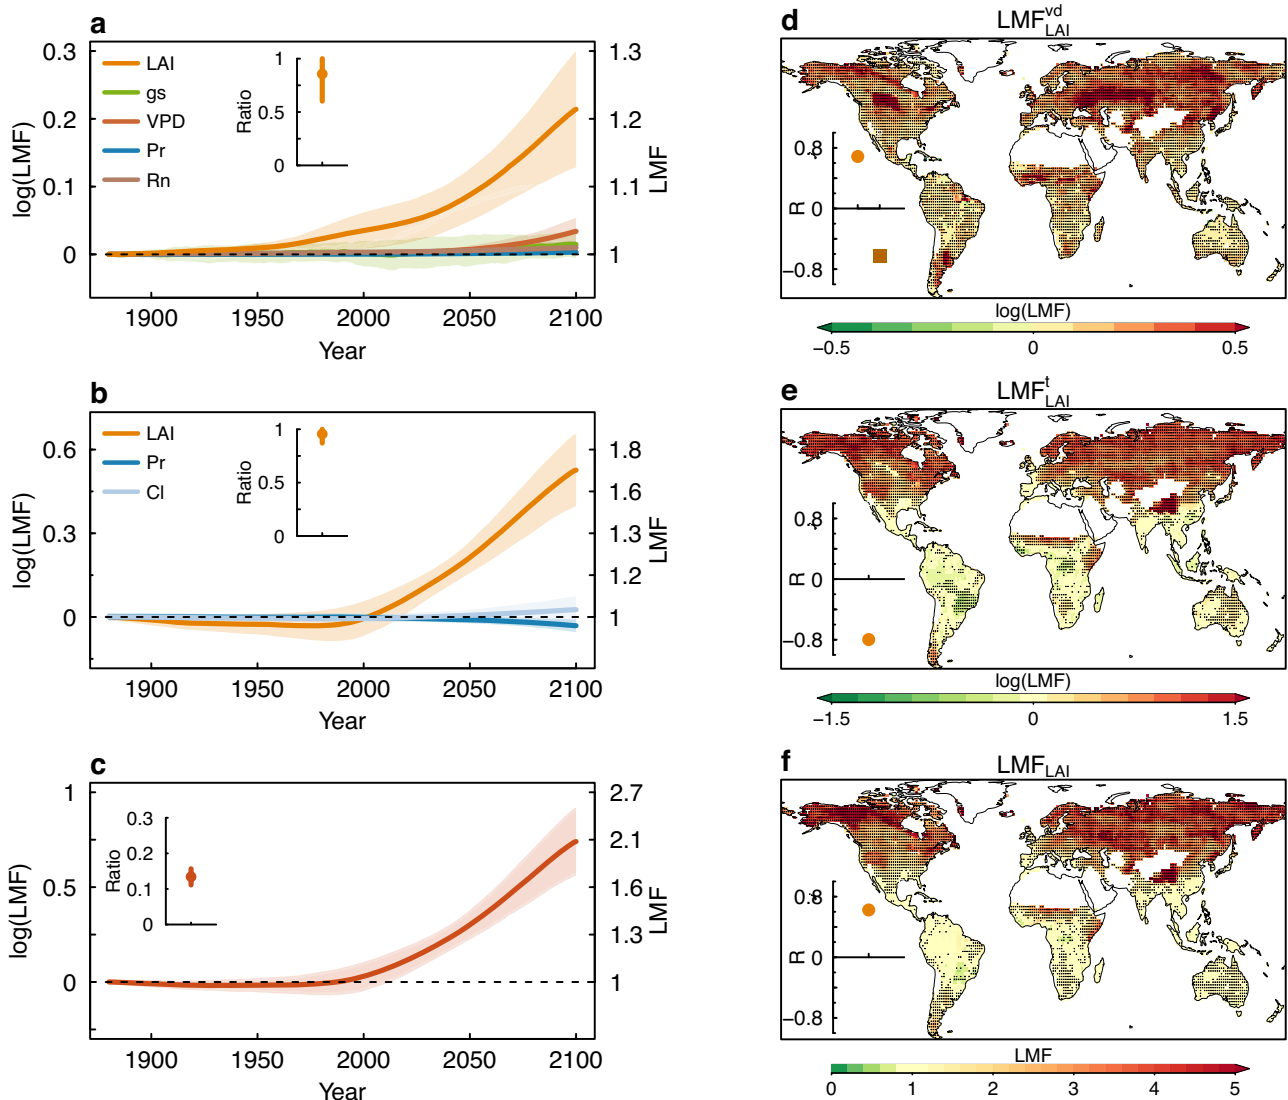 a
0.3
0.2
0.1
0
log(LMF)
LAI
gs
VPD
Pr
Rn
Ratio
1
0.5
0
1.3
1.2
1.1
1
LMF
1900 1950 2000 2050 2100
Year
b
0.6
0.3
0
log(LMF)
LAI
Pr
CI
Ratio
1
0.5
0
1.8
1.6
1.3
1.2
1
LMF
1900 1950 2000 2050 2100
Year
c
1
0.5
0
log(LMF)
Ratio
0.3
0.2
0.1
0
2.7
2.1
1.6
1.3
1
LMF
1900 1950 2000 2050 2100
Year
d
LMF vd LAI
R
0.8
0
−0.8
log(LMF)
−0.5 0 0.5
e
LMF t LAI
R
0.8
0
−0.8
log(LMF)
−1.5 0 1.5
f
LMF LAI
R
0.8
0
−0.8
LMF
0 1 2 3 4 5